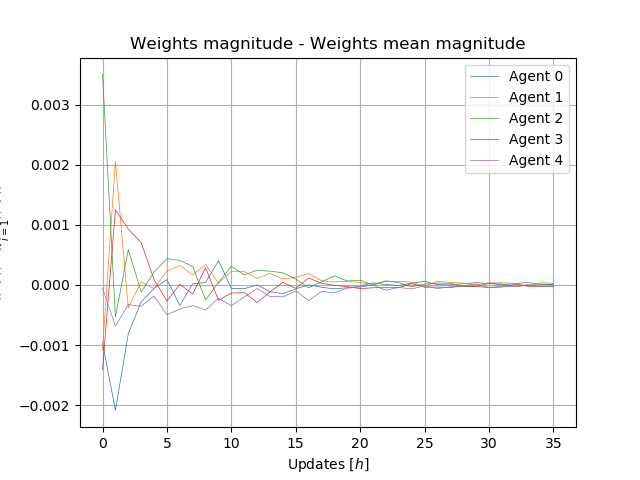 Weights magnitude - Weights mean magnitude
Agent 0
Agent 1
Agent 2
Agent 3
Agent 4
0.003
0.002
0.001
0.000
−0.001
−0.002
0 5 10 15 20 25 30 35
Updates [h]